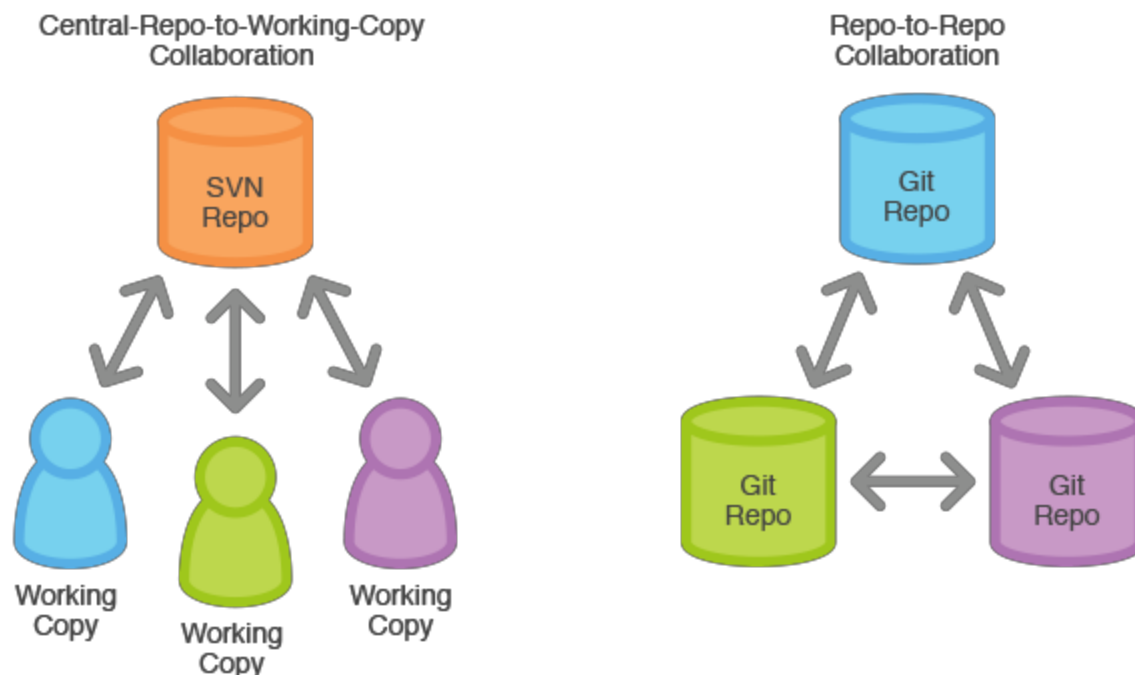 Central-Repo-to-Working-Copy
Collaboration
SVN
Repo
Working
Copy
Working
Copy
Working
Copy
Repo-to-Repo
Collaboration
Git
Repo
Git
Repo
Git
Repo